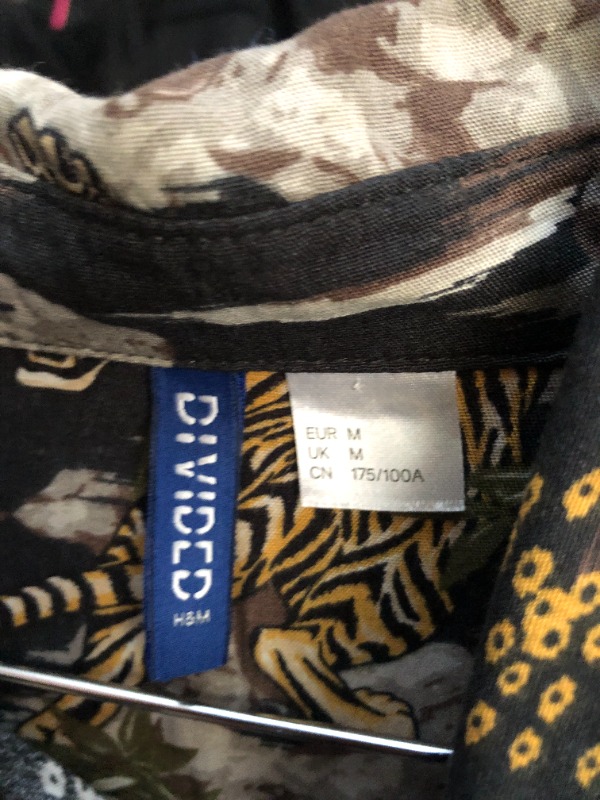 DIVIDED
H&M
EUR M
UK M
CN 175/100A